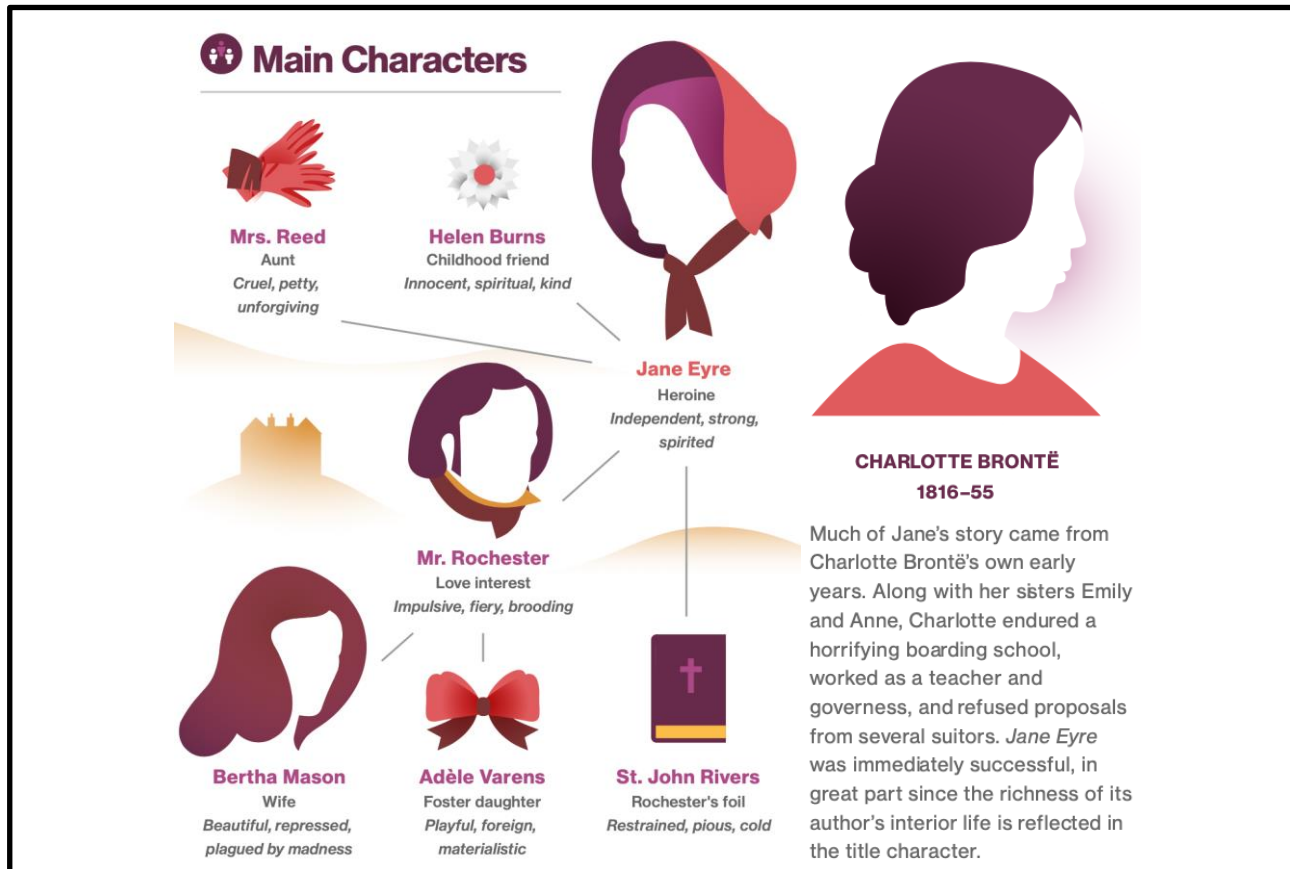 Main Characters
Mrs. Reed
Aunt
Cruel, petty,
unforgiving
Helen Burns
Childhood friend
Innocent, spiritual, kind
Jane Eyre
Heroine
Independent, strong,
spirited
Mr. Rochester
Love interest
Impulsive, fiery, brooding
Bertha Mason
Wife
Beautiful, repressed,
plagued by madness
Adèle Varens
Foster daughter
Playful, foreign,
materialistic
St. John Rivers
Rochester's foil
Restrained, pious, cold
CHARLOTTE BRONTË
1816–55
Much of Jane's story came from
Charlotte Brontë's own early
years. Along with her sisters Emily
and Anne, Charlotte endured a
horrifying boarding school,
worked as a teacher and
governess, and refused proposals
from several suitors. Jane Eyre
was immediately successful, in
great part since the richness of its
author's interior life is reflected in
the title character.